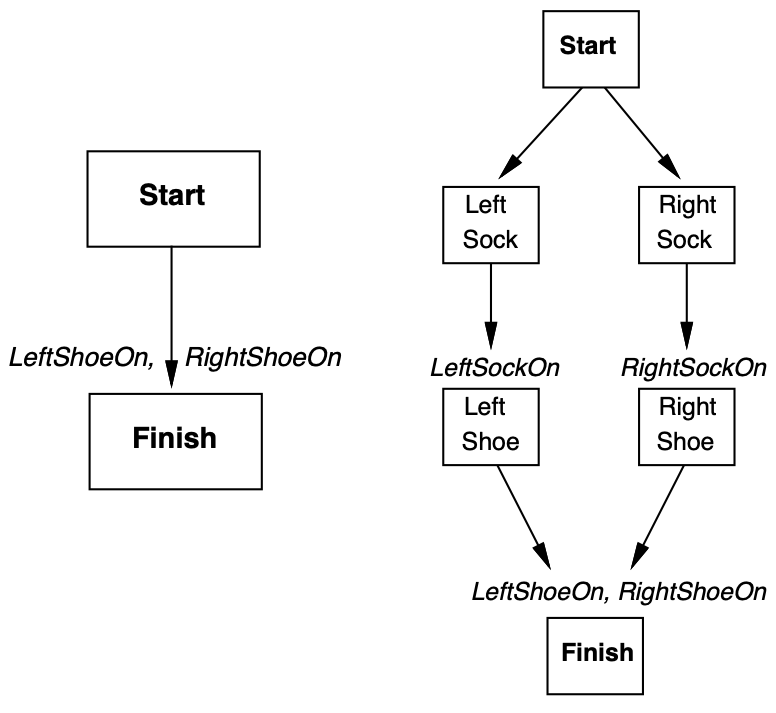 Start
LeftShoeOn, RightShoeOn
Finish
Start
Left
Sock
Right
Sock
LeftSockOn
RightSockOn
Left
Shoe
Right
Shoe
LeftShoeOn, RightShoeOn
Finish